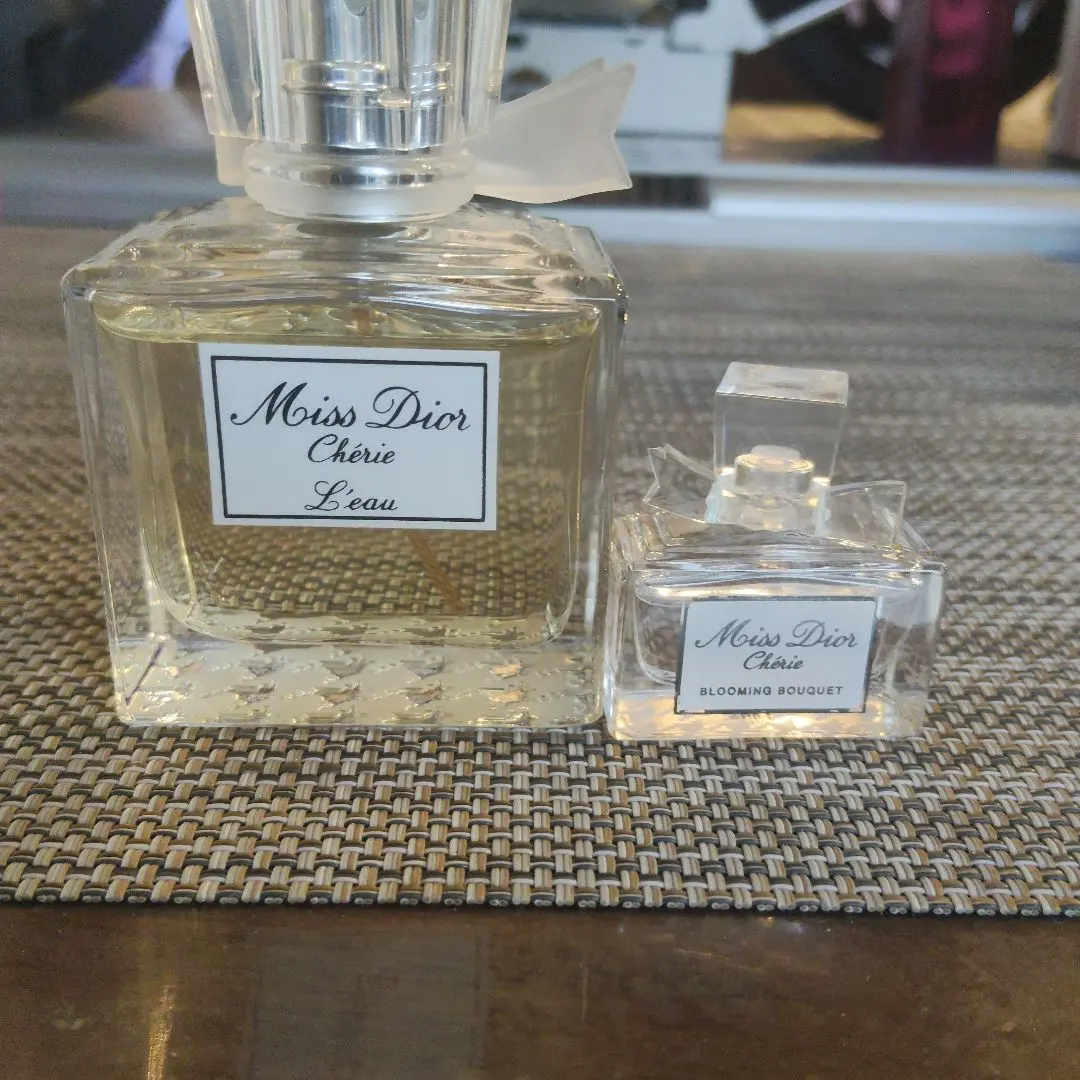 Miss Dior
Chérie
L'eau
Miss Dior
Chérie
BLOOMING BOUQUET